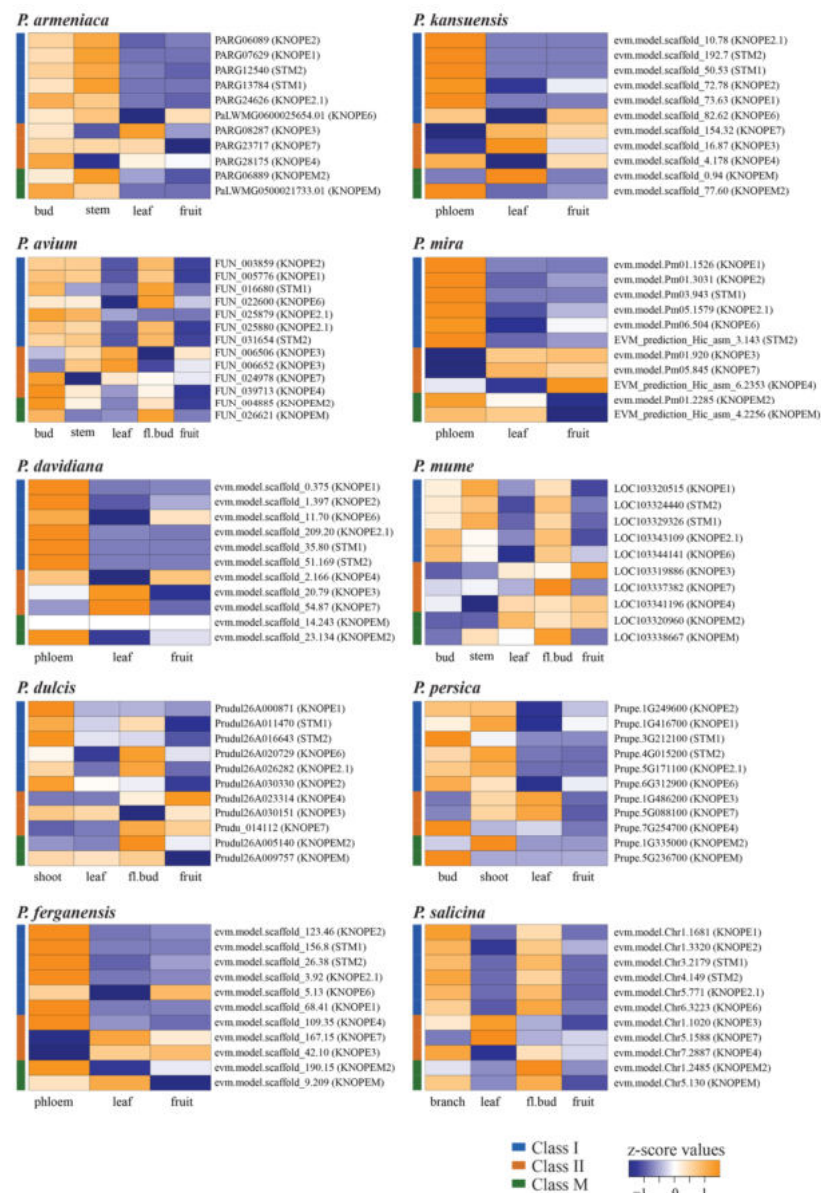 P. armeniaca
PARG06089 (KNOPE2)
PARG07629 (KNOPE1)
PARG12540 (STM2)
PARG13784 (STM1)
PARG24626 (KNOPE2.1)
PaLWMG0600025654.01 (KNOPE6)
PARG08287 (KNOPE3)
PARG23717 (KNOPE7)
PARG28175 (KNOPE4)
PARG06889 (KNOPEM2)
PaLWMG0500021733.01 (KNOPEM)
bud stem leaf fruit
P. kansuensis
evm.model.scaffold_10.78 (KNOPE2.1)
evm.model.scaffold_192.7 (STM2)
evm.model.scaffold_50.53 (STM1)
evm.model.scaffold_72.78 (KNOPE2)
evm.model.scaffold_73.63 (KNOPE1)
evm.model.scaffold_82.62 (KNOPE6)
evm.model.scaffold_154.32 (KNOPE7)
evm.model.scaffold_16.87 (KNOPE3)
evm.model.scaffold_4.178 (KNOPE4)
evm.model.scaffold_0.94 (KNOPEM)
evm.model.scaffold_77.60 (KNOPEM2)
phloem leaf fruit
P. avium
FUN_003859 (KNOPE2)
FUN_005776 (KNOPE1)
FUN_016680 (STM1)
FUN_022600 (KNOPE6)
FUN_025879 (KNOPE2.1)
FUN_025880 (KNOPE2.1)
FUN_031654 (STM2)
FUN_006506 (KNOPE3)
FUN_006652 (KNOPE3)
FUN_024978 (KNOPE7)
FUN_039713 (KNOPE4)
FUN_004885 (KNOPEM2)
FUN_026621 (KNOPEM)
bud stem leaf fl.bud fruit
P. mira
evm.model.Pm01.1526 (KNOPE1)
evm.model.Pm01.3031 (KNOPE2)
evm.model.Pm03.943 (STM1)
evm.model.Pm05.1579 (KNOPE2.1)
evm.model.Pm06.504 (KNOPE6)
EVM_prediction_Hic_asm_3.143 (STM2)
evm.model.Pm01.920 (KNOPE3)
evm.model.Pm05.845 (KNOPE7)
EVM_prediction_Hic_asm_6.2353 (KNOPE4)
evm.model.Pm01.2285 (KNOPEM2)
EVM_prediction_Hic_asm_4.2256 (KNOPEM)
phloem leaf fruit
P. davidiana
evm.model.scaffold_0.375 (KNOPE1)
evm.model.scaffold_1.397 (KNOPE2)
evm.model.scaffold_11.70 (KNOPE6)
evm.model.scaffold_209.20 (KNOPE2.1)
evm.model.scaffold_35.80 (STM1)
evm.model.scaffold_51.169 (STM2)
evm.model.scaffold_2.166 (KNOPE4)
evm.model.scaffold_20.79 (KNOPE3)
evm.model.scaffold_54.87 (KNOPE7)
evm.model.scaffold_14.243 (KNOPEM)
evm.model.scaffold_23.134 (KNOPEM2)
phloem leaf fruit
P. mume
LOC103320515 (KNOPE1)
LOC103324440 (STM2)
LOC103329326 (STM1)
LOC103343109 (KNOPE2.1)
LOC103344141 (KNOPE6)
LOC103319886 (KNOPE3)
LOC103337382 (KNOPE7)
LOC103341196 (KNOPE4)
LOC103320960 (KNOPEM2)
LOC103338667 (KNOPEM)
bud stem leaf fl.bud fruit
P. dulcis
Prudul26A000871 (KNOPE1)
Prudul26A011470 (STM1)
Prudul26A016643 (STM2)
Prudul26A020729 (KNOPE6)
Prudul26A026282 (KNOPE2.1)
Prudul26A030330 (KNOPE2)
Prudul26A023314 (KNOPE4)
Prudul26A030151 (KNOPE3)
Prudu_014112 (KNOPE7)
Prudul26A005140 (KNOPEM2)
Prudul26A009757 (KNOPEM)
shoot leaf fl.bud fruit
P. persica
Prupe.1G249600 (KNOPE2)
Prupe.1G416700 (KNOPE1)
Prupe.3G212100 (STM1)
Prupe.4G015200 (STM2)
Prupe.5G171100 (KNOPE2.1)
Prupe.6G312900 (KNOPE6)
Prupe.1G486200 (KNOPE3)
Prupe.5G088100 (KNOPE7)
Prupe.7G254700 (KNOPE4)
Prupe.1G335000 (KNOPEM2)
Prupe.5G236700 (KNOPEM)
bud shoot leaf fruit
P. ferganensis
evm.model.scaffold_123.46 (KNOPE2)
evm.model.scaffold_156.8 (STM1)
evm.model.scaffold_26.38 (STM2)
evm.model.scaffold_3.92 (KNOPE2.1)
evm.model.scaffold_5.13 (KNOPE6)
evm.model.scaffold_68.41 (KNOPE1)
evm.model.scaffold_109.35 (KNOPE4)
evm.model.scaffold_167.15 (KNOPE7)
evm.model.scaffold_42.10 (KNOPE3)
evm.model.scaffold_190.15 (KNOPEM2)
evm.model.scaffold_9.209 (KNOPEM)
phloem leaf fruit
P. salicina
evm.model.Chr1.1681 (KNOPE1)
evm.model.Chr1.3320 (KNOPE2)
evm.model.Chr3.2179 (STM1)
evm.model.Chr4.149 (STM2)
evm.model.Chr5.771 (KNOPE2.1)
evm.model.Chr6.3223 (KNOPE6)
evm.model.Chr1.1020 (KNOPE3)
evm.model.Chr5.1588 (KNOPE7)
evm.model.Chr7.2887 (KNOPE4)
evm.model.Chr1.2485 (KNOPEM2)
evm.model.Chr5.130 (KNOPEM)
branch leaf fl.bud fruit
Class I
Class II
Class M
z-score values
−1 0 1